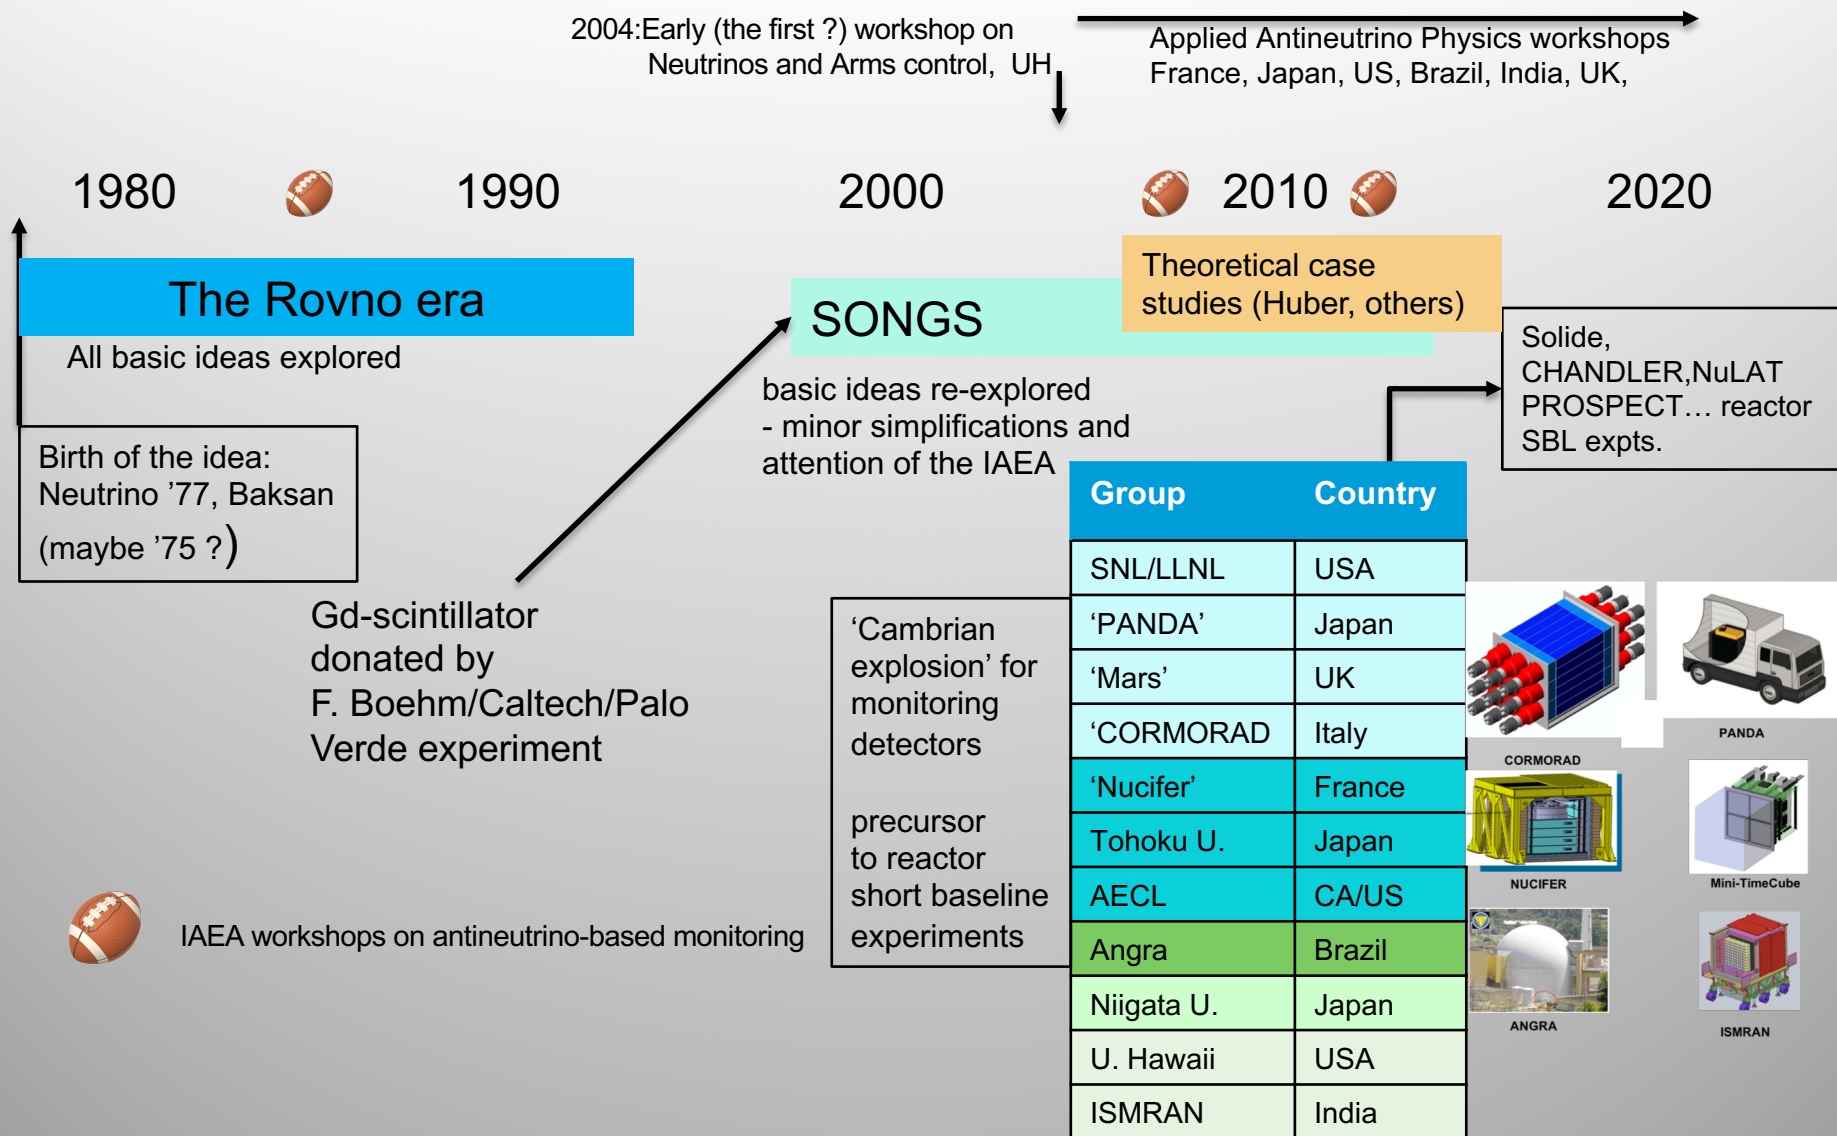 2004:Early (the first ?) workshop on
Neutrinos and Arms control, UH
Applied Antineutrino Physics workshops
France, Japan, US, Brazil, India, UK,
1980
1990
2000
2010
2020
The Rovno era
All basic ideas explored
Birth of the idea:
Neutrino ’77, Baksan
(maybe ’75 ?)
Gd-scintillator
donated by
F. Boehm/Caltech/Palo
Verde experiment
SONGS
basic ideas re-explored
- minor simplifications and
attention of the IAEA
Theoretical case
studies (Huber, others)
Solide,
CHANDLER,NuLAT
PROSPECT… reactor
SBL expts.
‘Cambrian
explosion’ for
monitoring
detectors
precursor
to reactor
short baseline
experiments
Group Country
SNL/LLNL USA
‘PANDA’ Japan
‘Mars’ UK
‘CORMORAD Italy
‘Nucifer’ France
Tohoku U. Japan
AECL CA/US
Angra Brazil
Niigata U. Japan
U. Hawaii USA
ISMRAN India
CORMORAD
PANDA
NUCIFER
Mini-TimeCube
ANGRA
ISMRAN
IAEA workshops on antineutrino-based monitoring